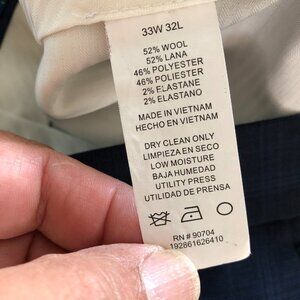 33W 32L
52% WOOL
52% LANA
46% POLYESTER
46% POLIESTER
2% ELASTANE
2% ELASTANO
MADE IN VIETNAM
HECHO EN VIETNAM
DRY CLEAN ONLY
LIMPIEZA EN SECO
LOW MOISTURE
BAJA HUMEDAD
UTILITY PRESS
UTILIDAD DE PRENSA
RN # 90704
192861626410